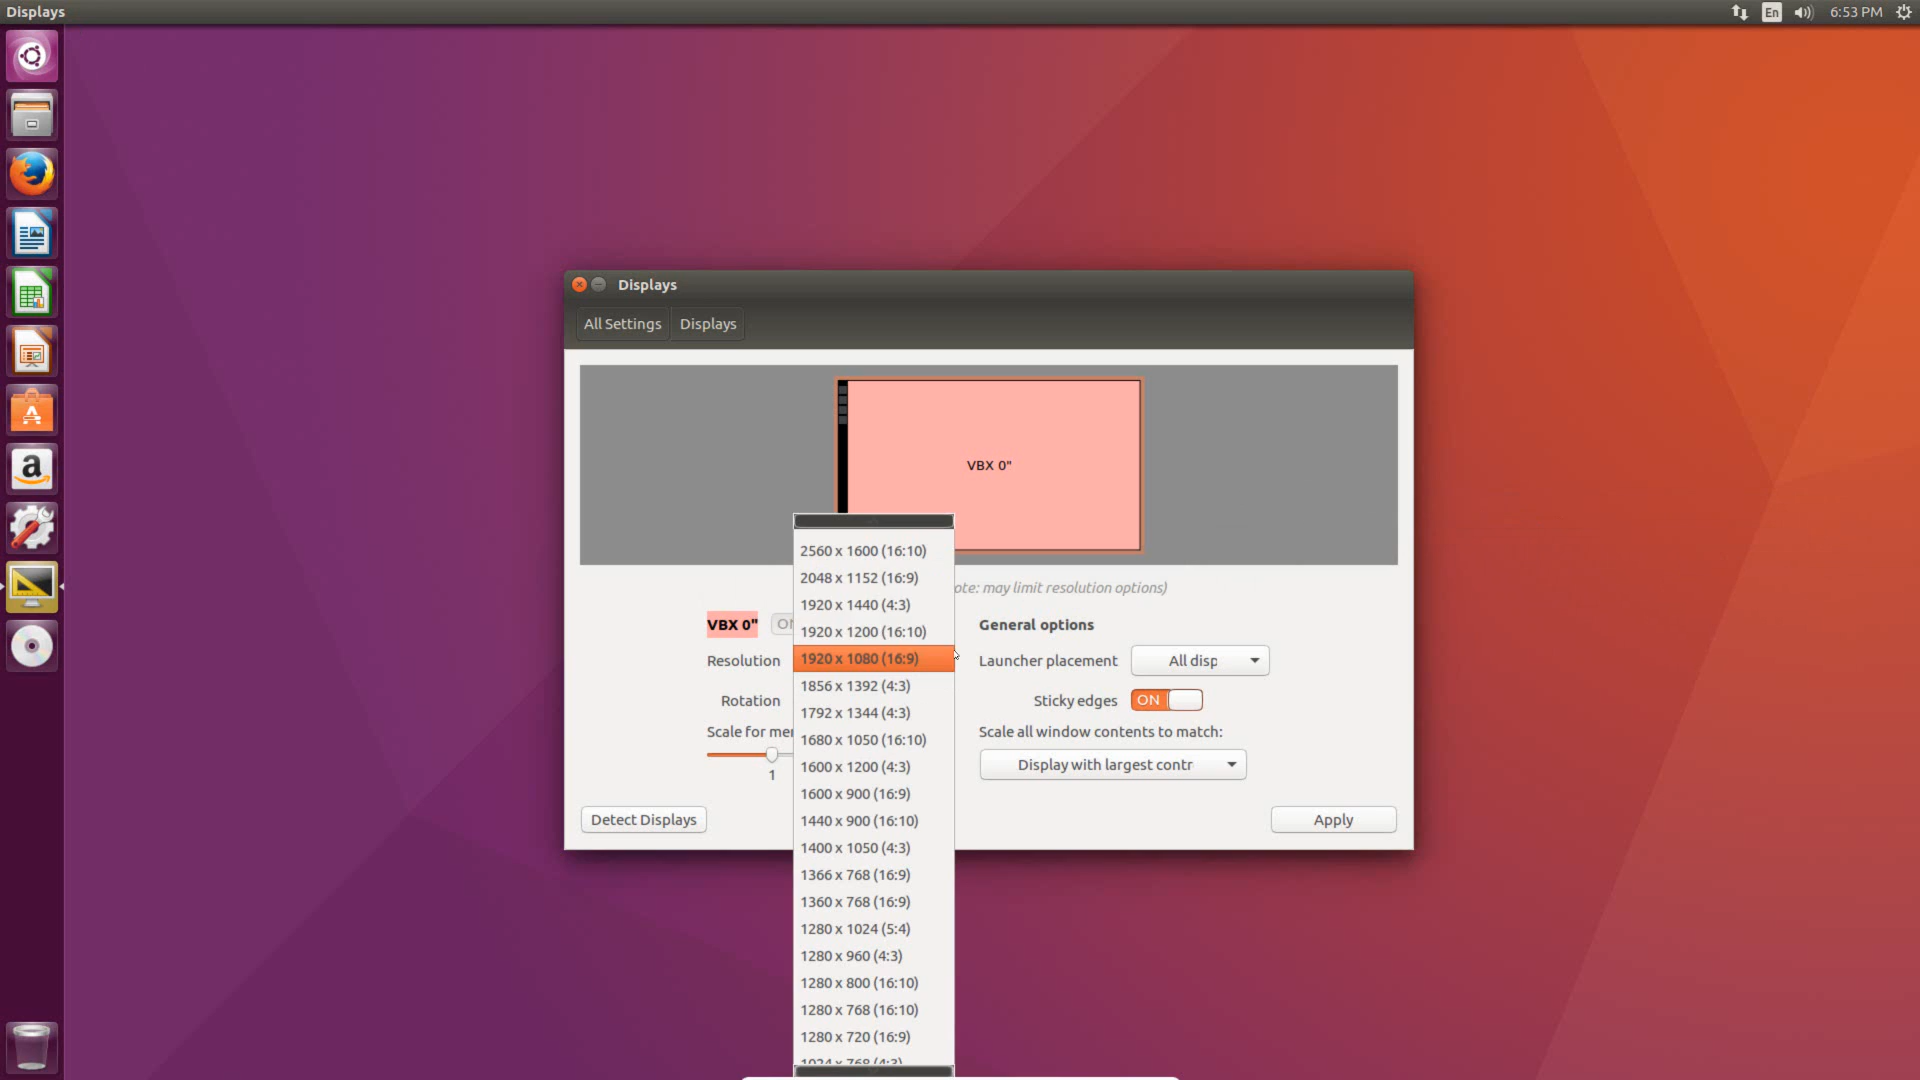 Displays
En
6:53 PM
Displays
All Settings
Displays
VBX 0"
2560 x 1600 (16:10)
2048 x 1152 (16:9)
1920 x 1440 (4:3)
1920 x 1200 (16:10)
1920 x 1080 (16:9)
1856 x 1392 (4:3)
1792 x 1344 (4:3)
1680 x 1050 (16:10)
1600 x 1200 (4:3)
1600 x 900 (16:9)
1440 x 900 (16:10)
1400 x 1050 (4:3)
1366 x 768 (16:9)
1360 x 768 (16:9)
1280 x 1024 (5:4)
1280 x 960 (4:3)
1280 x 800 (16:10)
1280 x 768 (16:10)
1280 x 720 (16:9)
1024 x 768 (4:3)
ote: may limit resolution options)
VBX 0"
Resolution
Rotation
Scale for mer
1
Detect Displays
General options
Launcher placement
All disp
Sticky edges
ON
Scale all window contents to match:
Display with largest contr
Apply